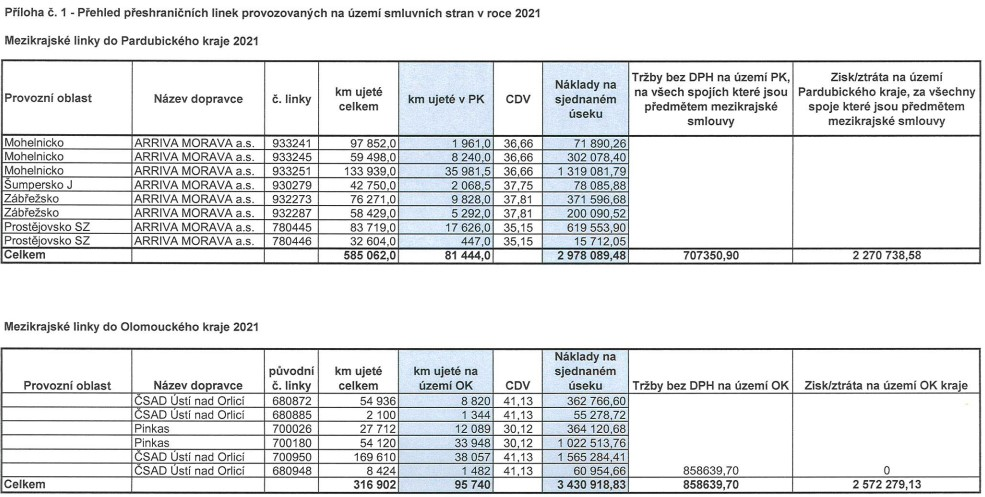 Příloha č. 1 - Přehled přeshraničních linek provozovaných na území smluvních stran v roce 2021
Mezikrajské linky do Pardubického kraje 2021
Provozní oblast Název dopravce č. linky km ujeté celkem km ujeté v PK CDV Náklady na sjednaném úseku Tržby bez DPH na území PK, na všech spojích které jsou předmětem mezikrajské smlouvy Zisk/ztráta na území Pardubického kraje, za všechny spoje které jsou předmětem mezikrajské smlouvy
Mohelnicko ARRIVA MORAVA a.s. 933241 97 852,0 1 961,0 36,66 71 890,26
Mohelnicko ARRIVA MORAVA a.s. 933245 59 498,0 8 240,0 36,66 302 078,40
Mohelnicko ARRIVA MORAVA a.s. 933251 133 939,0 35 981,5 36,66 1 319 081,79
Šumpersko J ARRIVA MORAVA a.s. 930279 42 750,0 2 068,5 37,75 78 085,88
Zábřežsko ARRIVA MORAVA a.s. 932273 76 271,0 9 828,0 37,81 371 596,68
Zábřežsko ARRIVA MORAVA a.s. 932287 58 429,0 5 292,0 37,81 200 090,52
Prostějovsko SZ ARRIVA MORAVA a.s. 780445 83 719,0 17 626,0 35,15 619 553,90
Prostějovsko SZ ARRIVA MORAVA a.s. 780446 32 604,0 447,0 35,15 15 712,05
Celkem 585 062,0 81 444,0 2 978 089,48 707350,90 2 270 738,58
Mezikrajské linky do Olomouckého kraje 2021
Provozní oblast Název dopravce původní č. linky km ujeté celkem km ujeté na území OK CDV Náklady na sjednaném úseku Tržby bez DPH na území OK Zisk/ztráta na území OK kraje
ČSAD Ústí nad Orlicí 680872 54 936 8 820 41,13 362 766,60
ČSAD Ústí nad Orlicí 680885 2 100 1 344 41,13 55 278,72
Pinkas 700026 27 712 12 089 30,12 364 120,68
Pinkas 700180 54 120 33 948 30,12 1 022 513,76
ČSAD Ústí nad Orlicí 700950 169 610 38 057 41,13 1 565 284,41
ČSAD Ústí nad Orlicí 680948 8 424 1 482 41,13 60 954,66 858639,70 0
Celkem 316 902 95 740 3 430 918,83 858639,70 2 572 279,13